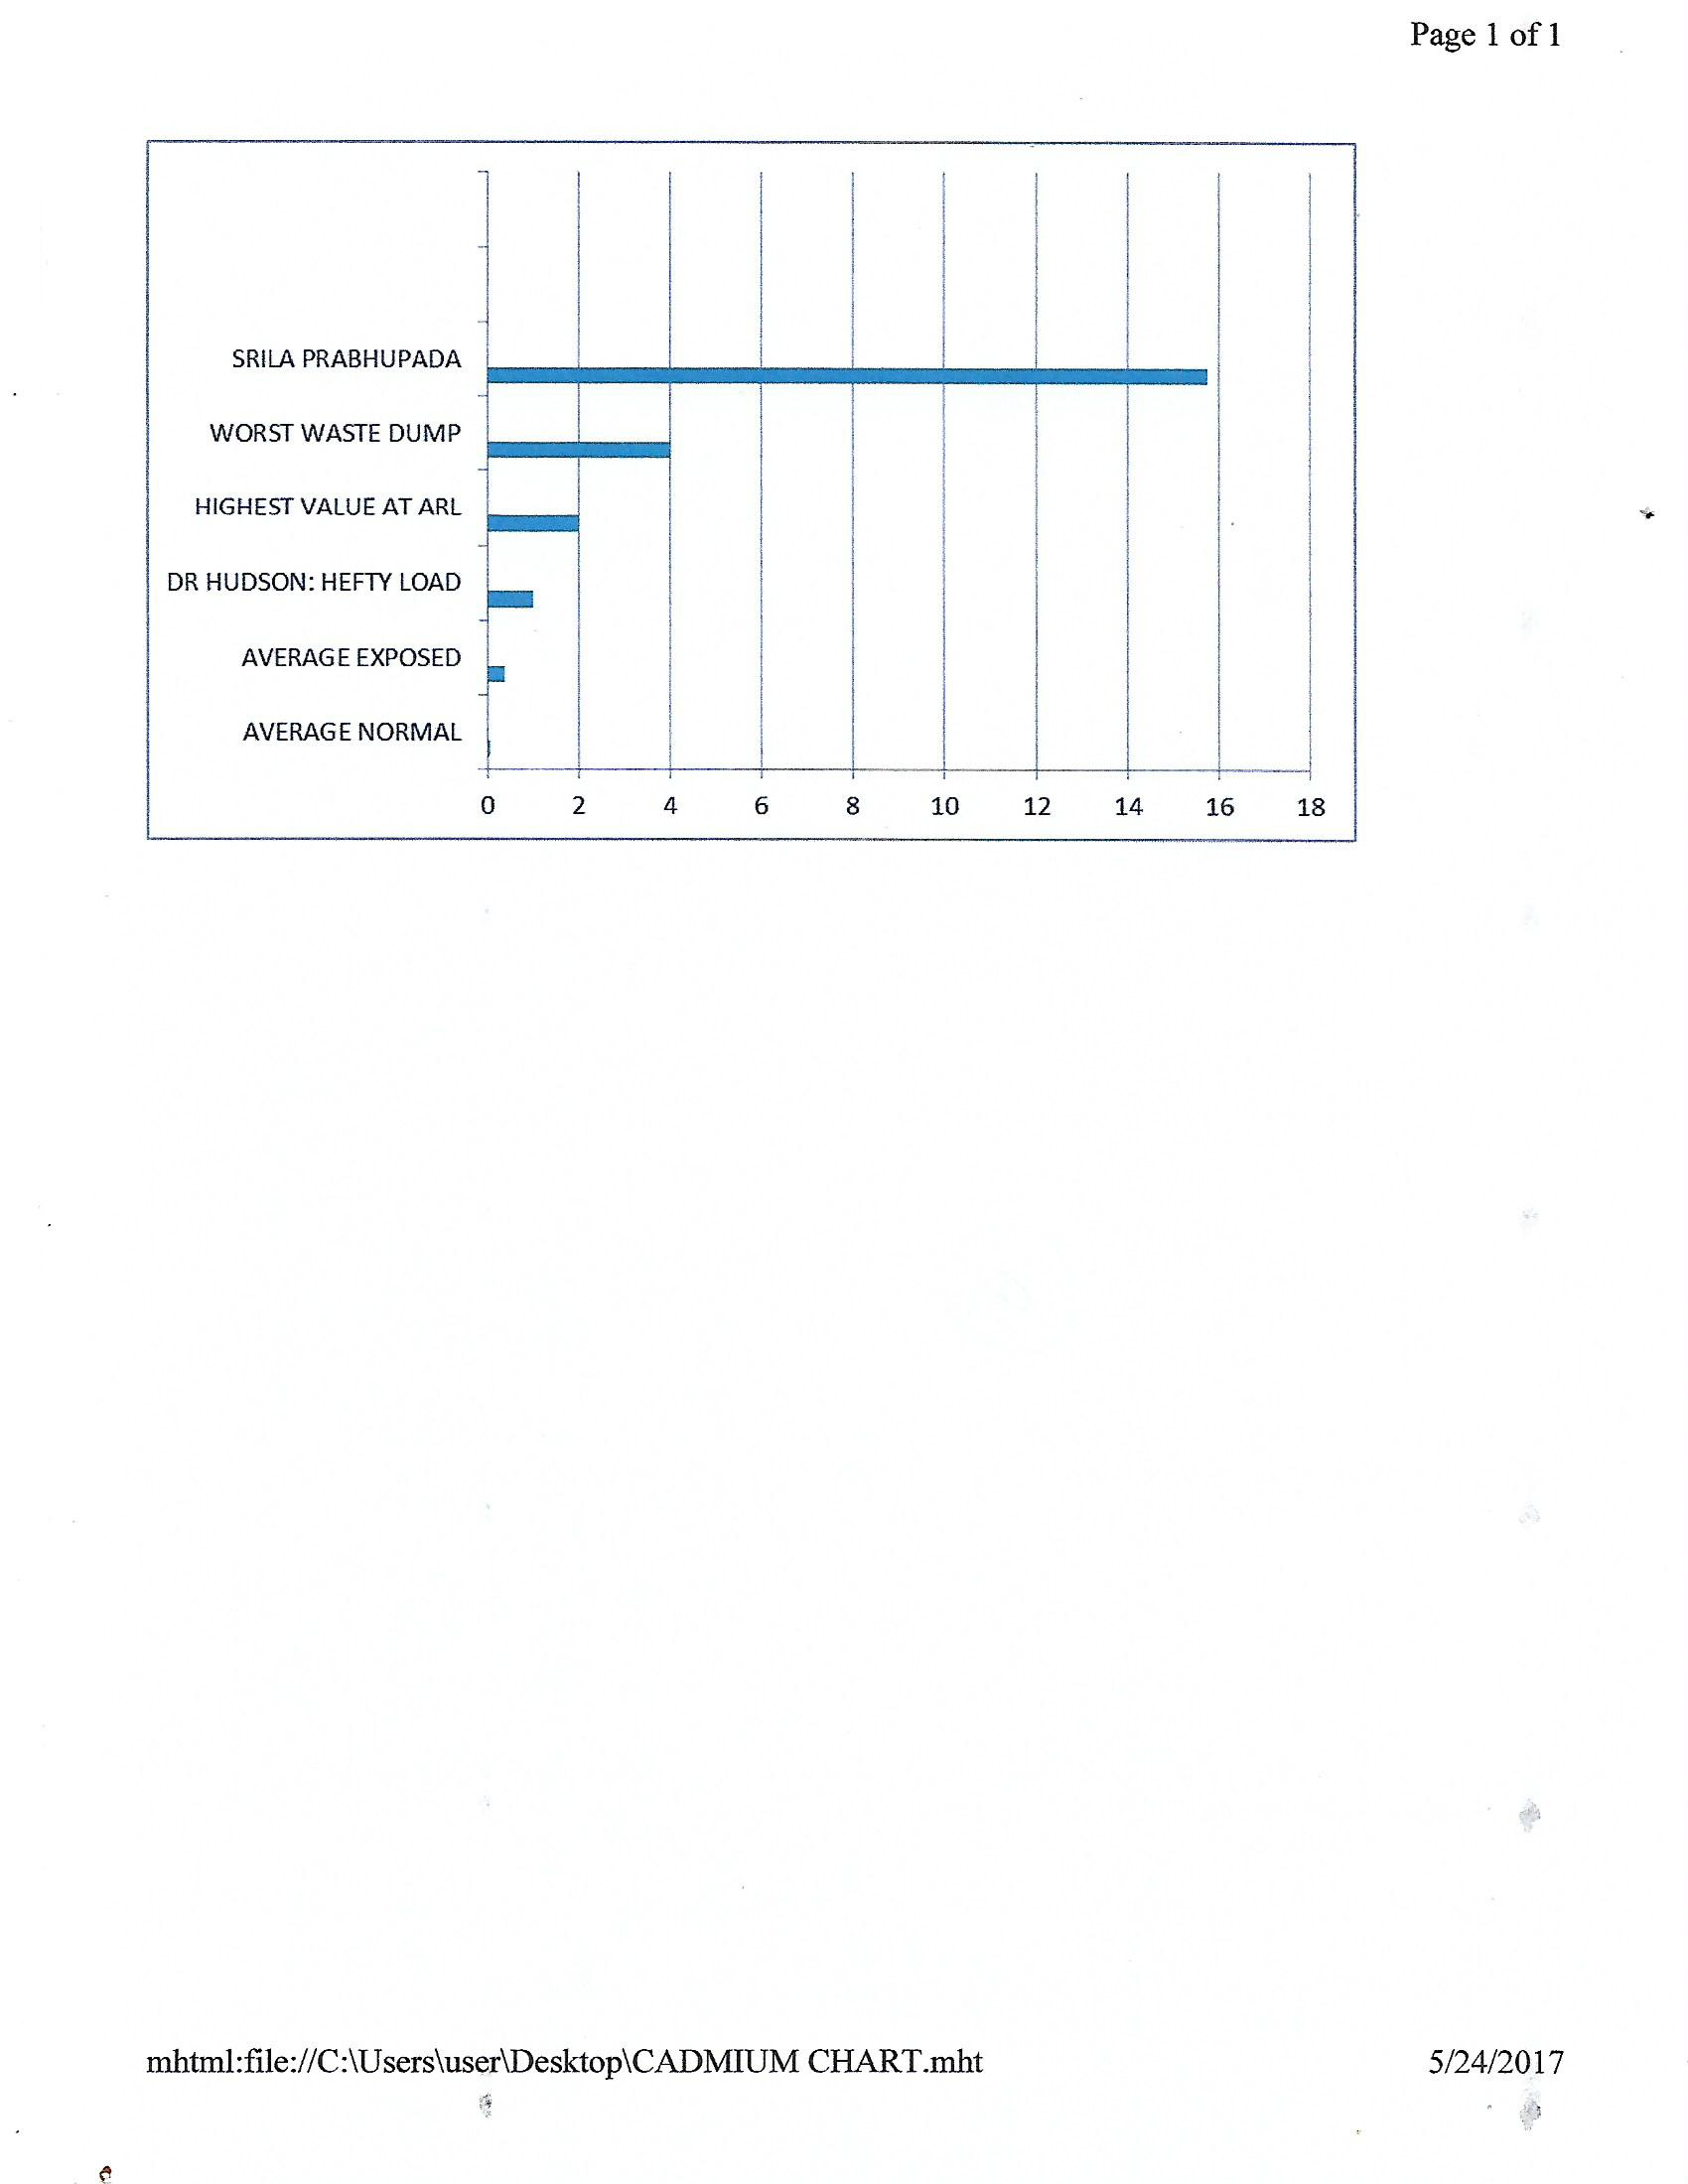 Page 1 of 1
SRILA PRABHUPADA
WORST WASTE DUMP
HIGHEST VALUE AT ARL
DR HUDSON: HEFTY LOAD
AVERAGE EXPOSED
AVERAGE NORMAL
0 2 4 6 8 10 12 14 16 18
mhtml:file://C:\Users\user\Desktop\CADMIUM CHART.mht 5/24/2017